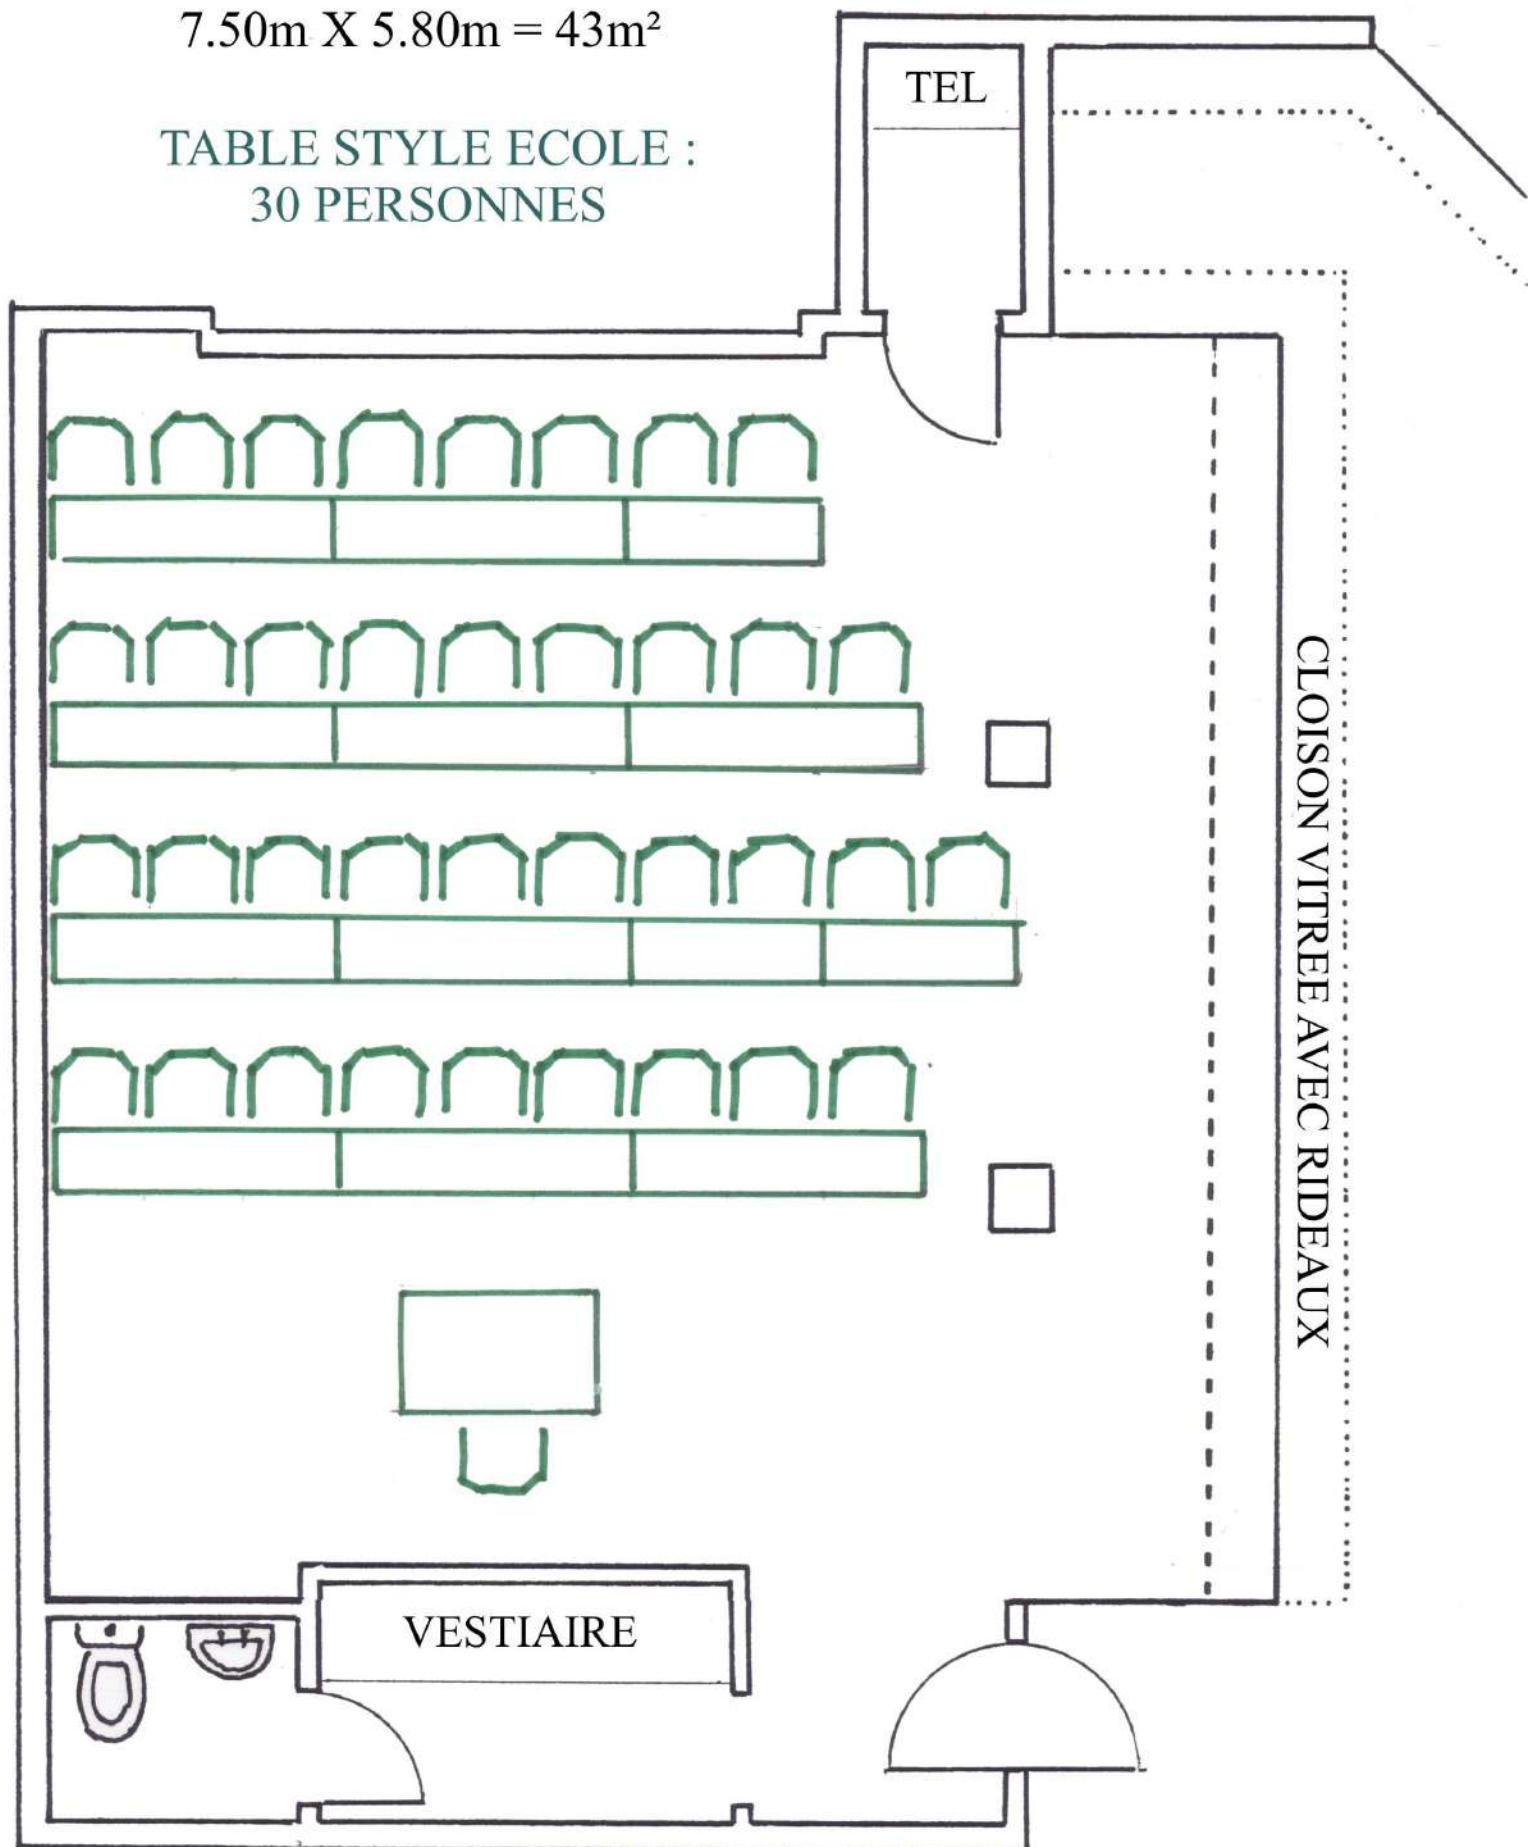 7.50m X 5.80m = 43m²
TEL
TABLE STYLE ECOLE :
30 PERSONNES
CLOISON VITREE AVEC RIDEAUX
VESTIAIRE